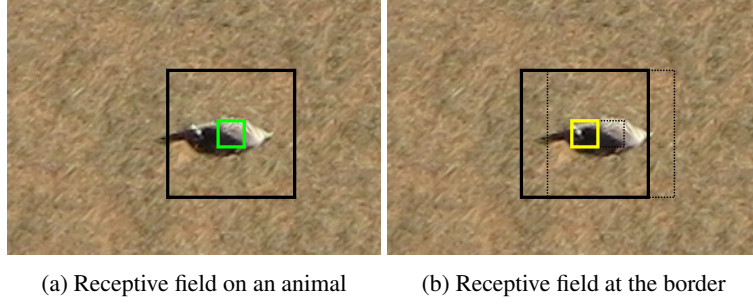 (a) Receptive field on an animal
(b) Receptive field at the border